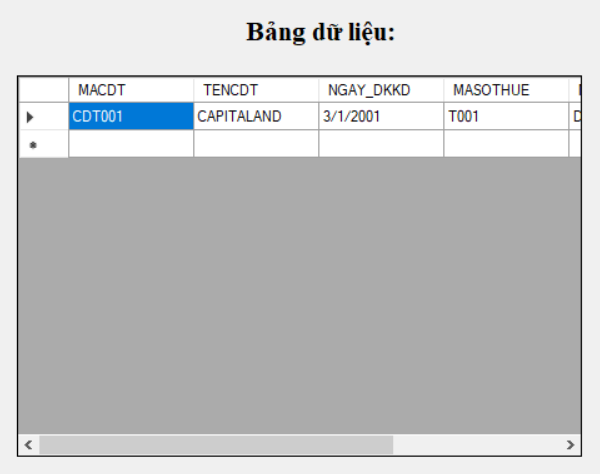 Bảng dữ liệu:
MACDT TENCDT NGAY_DKKD MASOTHUE
CDT001 CAPITALAND 3/1/2001 T001 D